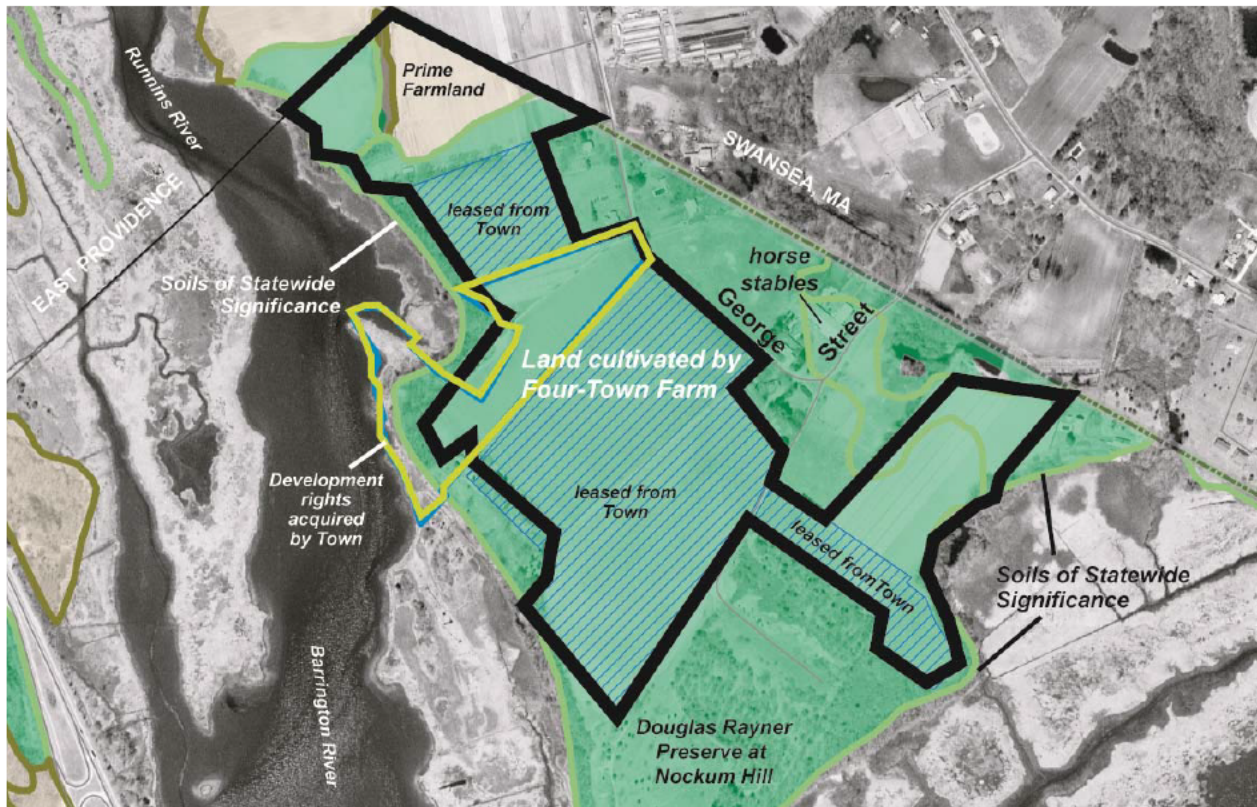 Runnins River
Prime
Farmland
SWANSEA, MA
EAST PROVIDENCE
leased from
Town
Soils of Statewide
Significance
horse
stables
George
Street
Land cultivated by
Four-Town Farm
Development
rights
acquired
by Town
leased from
Town
leased from Town
Soils of Statewide
Significance
Barrington River
Douglas Rayner
Preserve at
Nockum Hill